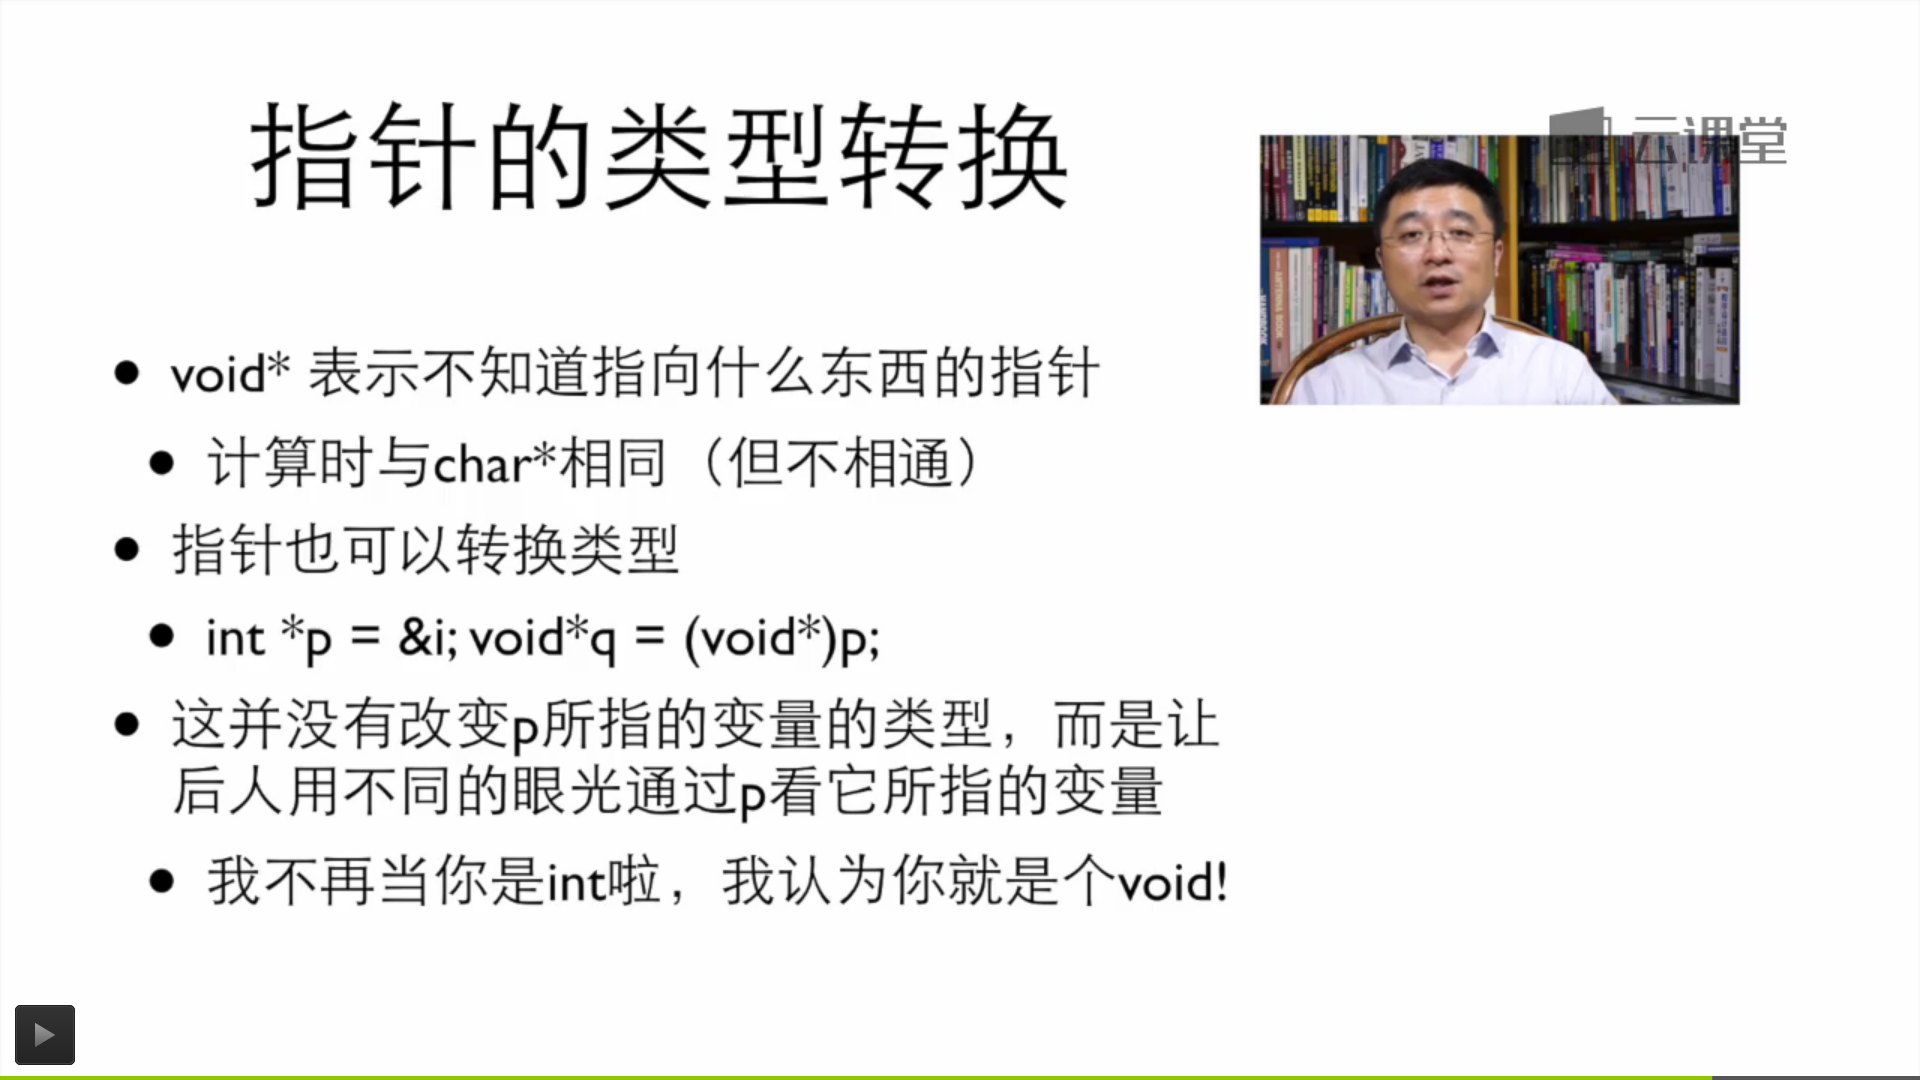 指针的类型转换
云课堂
void* 表示不知道指向什么东西的指针
计算时与char*相同（但不相通）
指针也可以转换类型
int *p = &i; void*q = (void*)p;
这并没有改变p所指的变量的类型，而是让
后人用不同的眼光通过p看它所指的变量
我不再当你是int啦，我认为你就是个void!